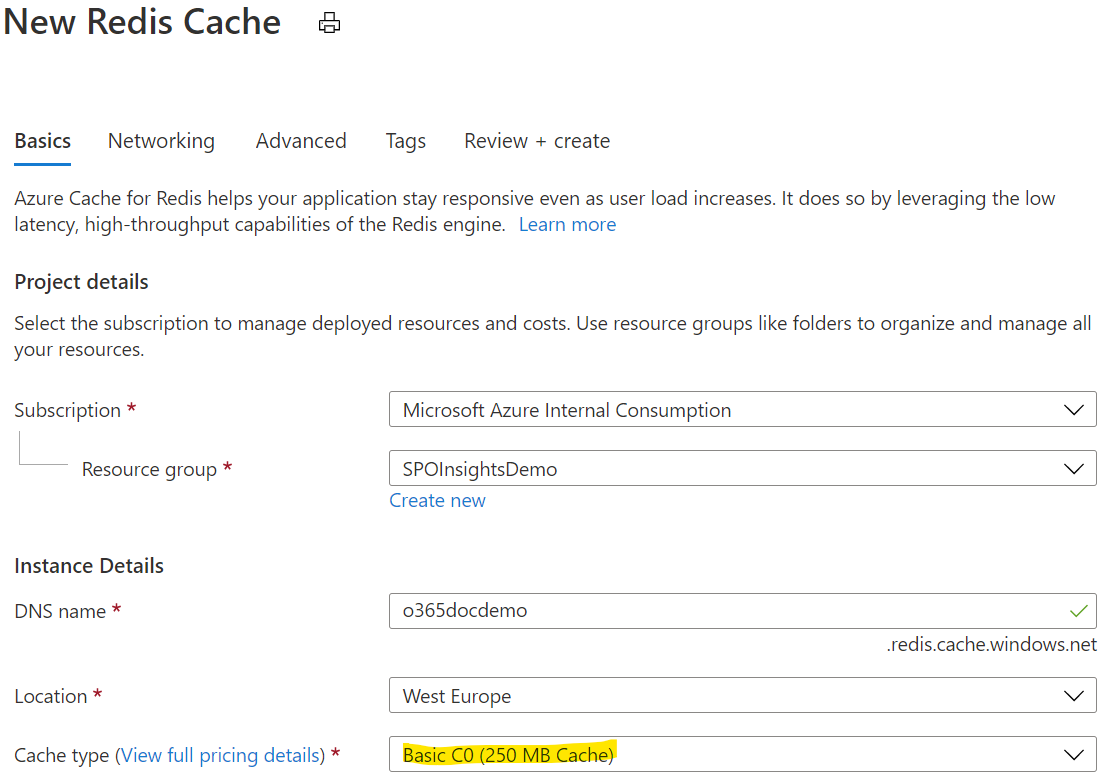 New Redis Cache
Basics Networking Advanced Tags Review + create
Azure Cache for Redis helps your application stay responsive even as user load increases. It does so by leveraging the low
latency, high-throughput capabilities of the Redis engine. Learn more
Project details
Select the subscription to manage deployed resources and costs. Use resource groups like folders to organize and manage all
your resources.
Subscription * Microsoft Azure Internal Consumption
Resource group * SPOInsightsDemo
Create new
Instance Details
DNS name * o365docdemo
.redis.cache.windows.net
Location * West Europe
Cache type (View full pricing details) * Basic C0 (250 MB Cache)